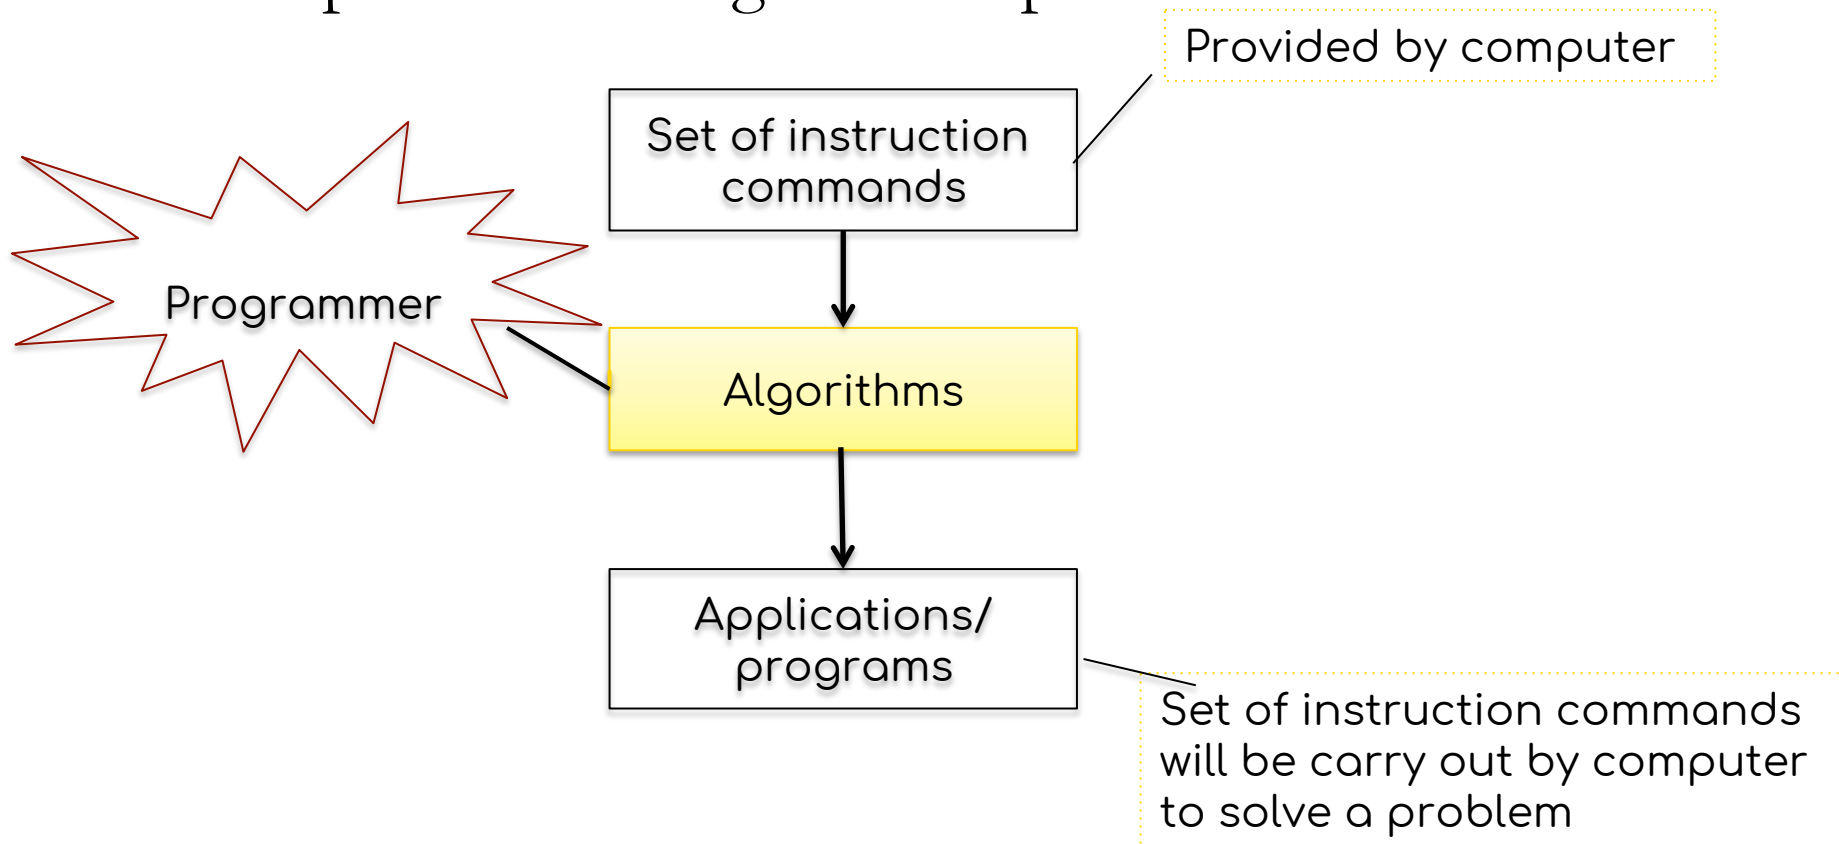 Provided by computer
Set of instruction
commands
Programmer
Algorithms
Applications/
programs
Set of instruction commands
will be carry out by computer
to solve a problem